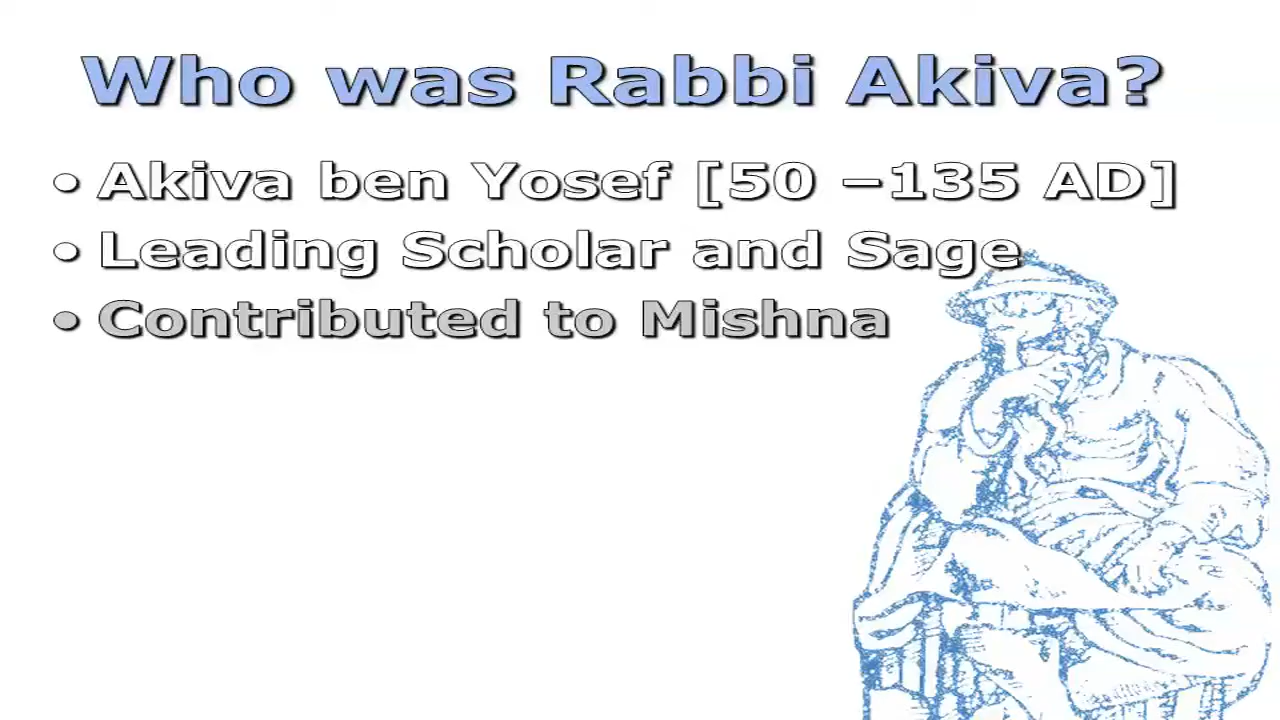 Who was Rabbi Akiva?
• Akiva ben Yosef [50 –135 AD]
• Leading Scholar and Sage
• Contributed to Mishna